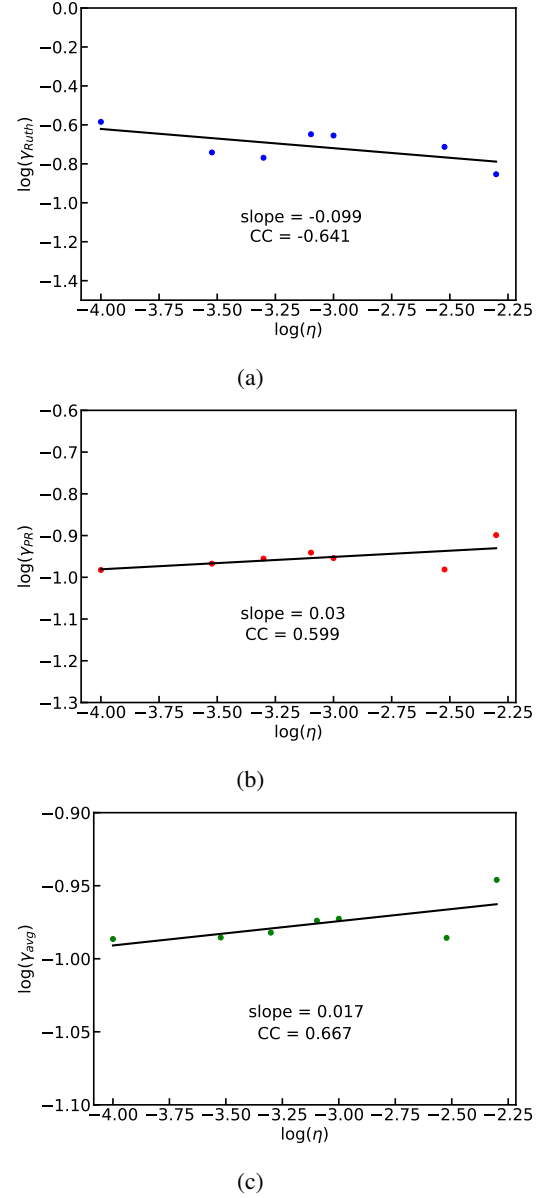 0.0
−0.2
−0.4
−0.6
−0.8
−1.0
−1.2
−1.4
log(γRuth)
slope = -0.099
CC = -0.641
−4.00 −3.75 −3.50 −3.25 −3.00 −2.75 −2.50 −2.25
log(η)
(a)
−0.6
−0.7
−0.8
−0.9
−1.0
−1.1
−1.2
−1.3
log(γPR)
slope = 0.03
CC = 0.599
−4.00 −3.75 −3.50 −3.25 −3.00 −2.75 −2.50 −2.25
log(η)
(b)
−0.90
−0.95
−1.00
−1.05
−1.10
log(γavg)
slope = 0.017
CC = 0.667
−4.00 −3.75 −3.50 −3.25 −3.00 −2.75 −2.50 −2.25
log(η)
(c)